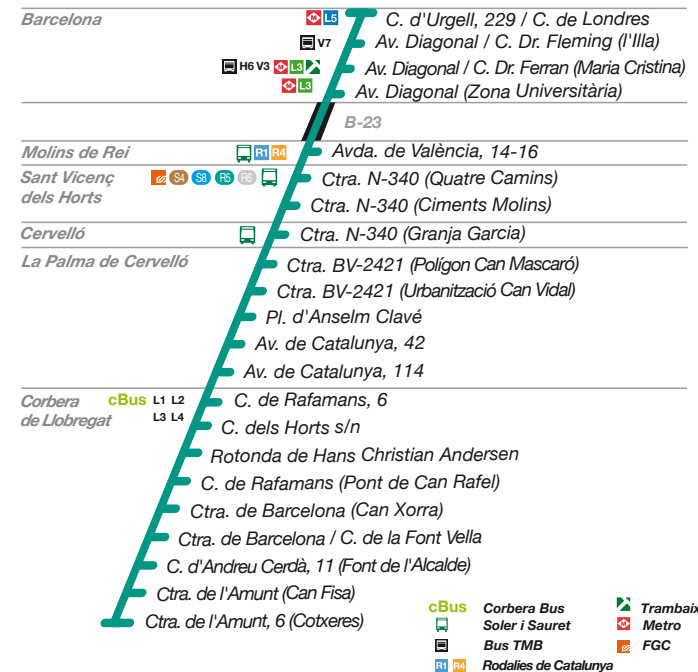 Barcelona
L5 C. d'Urgell, 229 / C. de Londres
V7 Av. Diagonal / C. Dr. Fleming (l'Illa)
H6 V3 L3 Av. Diagonal / C. Dr. Ferran (Maria Cristina)
L3 Av. Diagonal (Zona Universitària)
B-23
Molins de Rei R1 R4 Avda. de València, 14-16
Sant Vicenç
dels Horts
S4 S8 R5 R6 Ctra. N-340 (Quatre Camins)
Ctra. N-340 (Ciments Molins)
Cervelló Ctra. N-340 (Granja Garcia)
La Palma de Cervelló Ctra. BV-2421 (Polígon Can Mascaró)
Ctra. BV-2421 (Urbanització Can Vidal)
Pl. d'Anselm Clavé
Av. de Catalunya, 42
Av. de Catalunya, 114
Corbera
de Llobregat
cBus L1 L2
L3 L4
C. de Rafamans, 6
C. dels Horts s/n
Rotonda de Hans Christian Andersen
C. de Rafamans (Pont de Can Rafel)
Ctra. de Barcelona (Can Xorra)
Ctra. de Barcelona / C. de la Font Vella
C. d'Andreu Cerdà, 11 (Font de l'Alcalde)
Ctra. de l'Amunt (Can Fisa)
Ctra. de l'Amunt, 6 (Cotxeres)
cBus Corbera Bus Trambaix
Soler i Sauret Metro
Bus TMB FGC
R1 R4 Rodalies de Catalunya